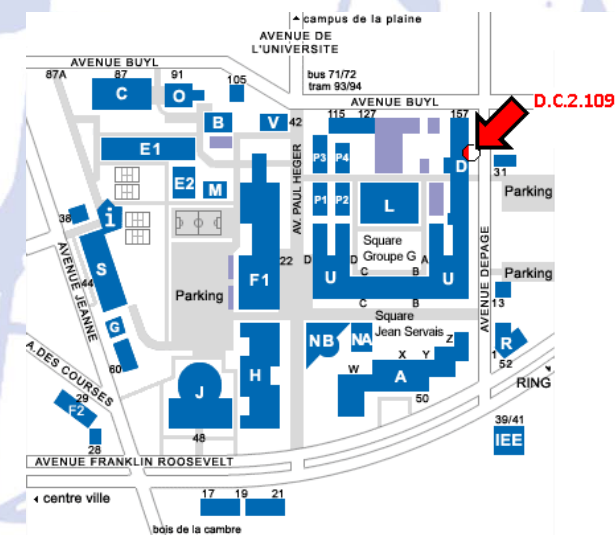 campus de la plaine
AVENUE DE
L'UNIVERSITE
AVENUE BUYL
87A
87
91
105
bus 71/72
tram 93/94
AVENUE BUYL
115
127
157
D.C.2.109
C
O
B
V
42
E1
P3
P4
D
31
E2
M
P1
P2
L
Parking
AV. PAUL HEGER
38
i
Square
Groupe G
S
44
AVENUE JEANNE
22
D
D
A
C
B
F1
U
U
Parking
Parking
C
B
13
AVENUE DEPAGE
Square
Jean Servais
G
60
NB
NA
Z
X
Y
W
R
1
52
A.DES COURSES
J
H
A
RING
29
F2
50
28
48
39/41
IEE
AVENUE FRANKLIN ROOSEVELT
centre ville
17
19
21
bois de la cambre